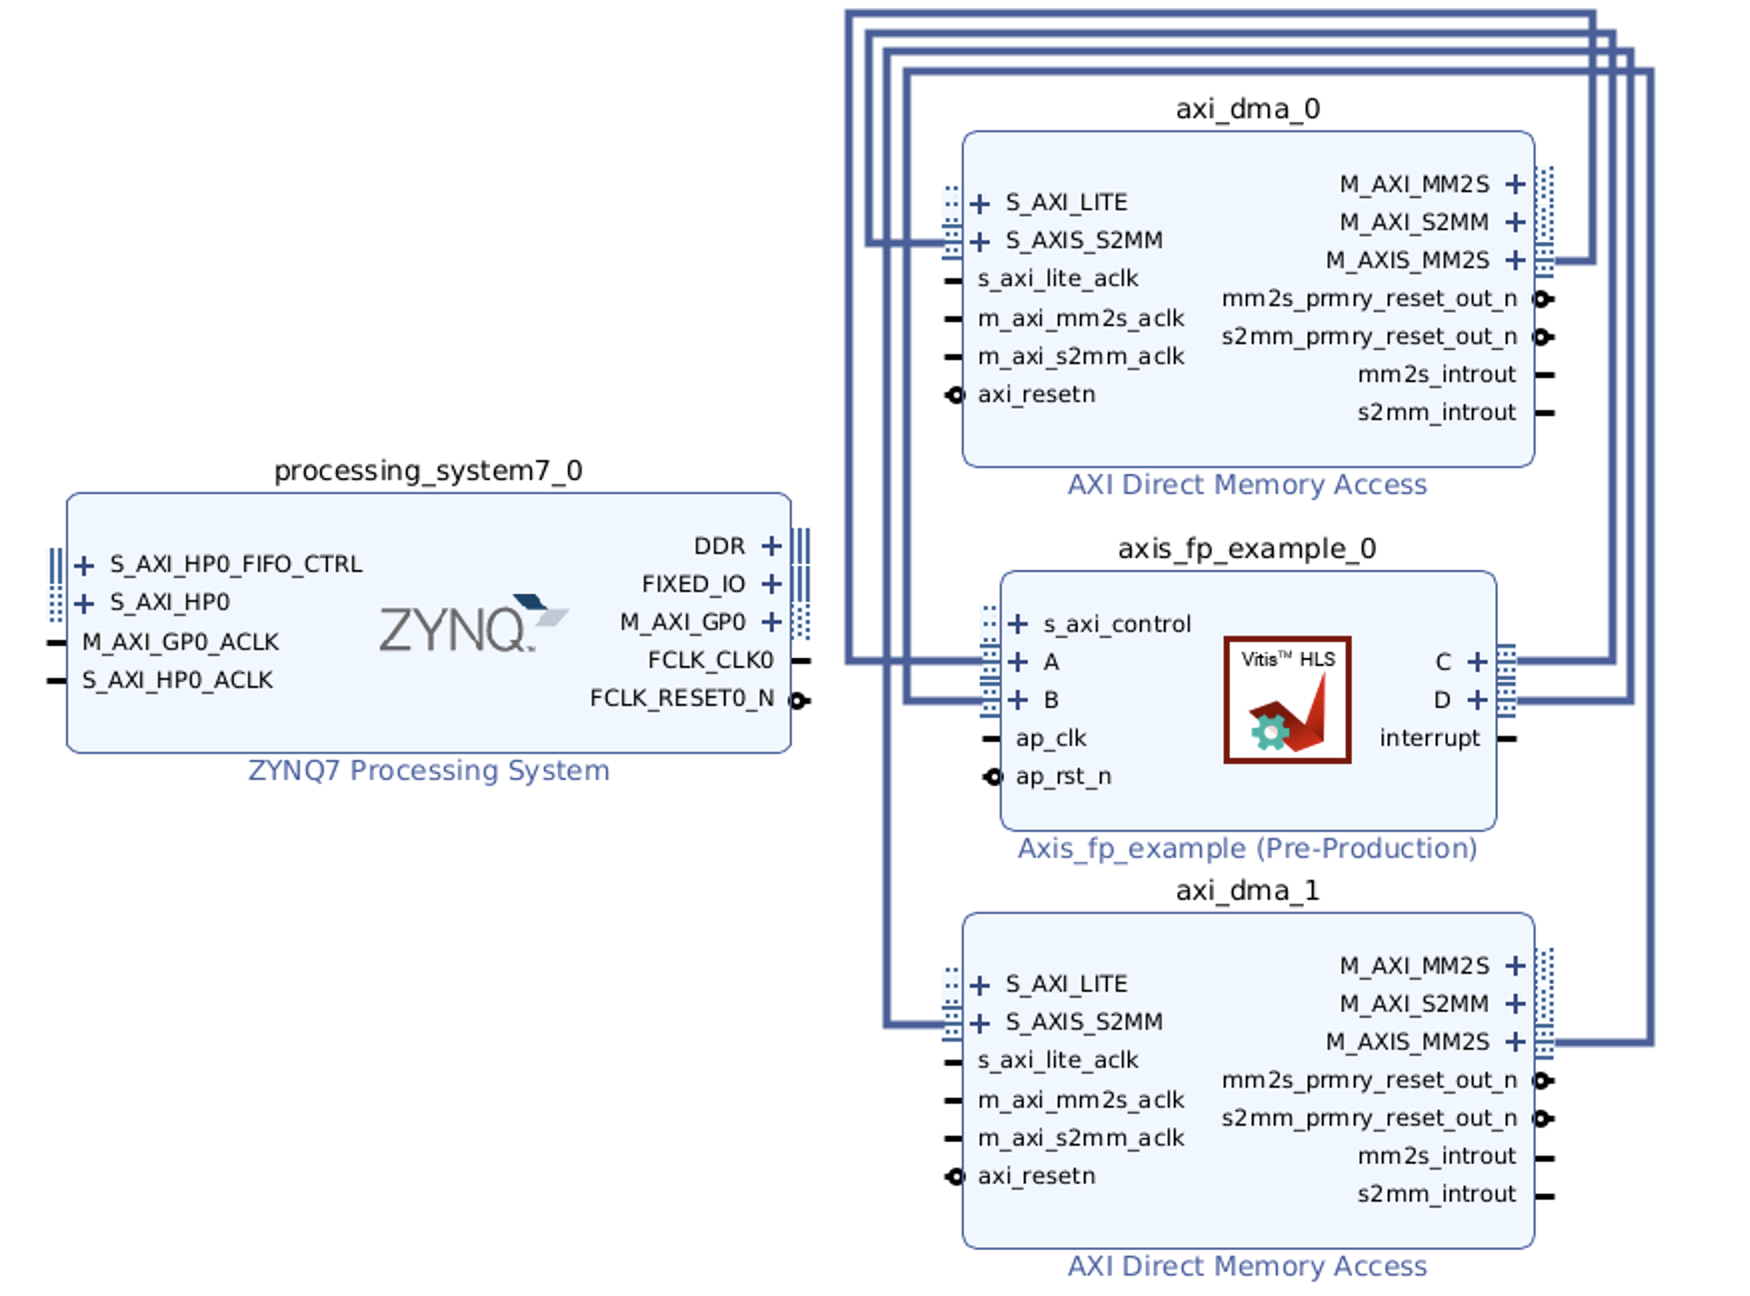 axi_dma_0
S_AXI_LITE
S_AXIS_S2MM
s_axi_lite_aclk
m_axi_mm2s_aclk
m_axi_s2mm_aclk
axi_resetn
M_AXI_MM2S
M_AXI_S2MM
M_AXIS_MM2S
mm2s_prmry_reset_out_n
s2mm_prmry_reset_out_n
mm2s_introut
s2mm_introut
AXI Direct Memory Access
processing_system7_0
S_AXI_HP0_FIFO_CTRL
S_AXI_HP0
M_AXI_GP0_ACLK
S_AXI_HP0_ACLK
ZYNQ™
DDR
FIXED_IO
M_AXI_GP0
FCLK_CLK0
FCLK_RESET0_N
ZYNQ7 Processing System
axis_fp_example_0
s_axi_control
A
B
ap_clk
ap_rst_n
Vitis™ HLS
C
D
interrupt
Axis_fp_example (Pre-Production)
axi_dma_1
S_AXI_LITE
S_AXIS_S2MM
s_axi_lite_aclk
m_axi_mm2s_aclk
m_axi_s2mm_aclk
axi_resetn
M_AXI_MM2S
M_AXI_S2MM
M_AXIS_MM2S
mm2s_prmry_reset_out_n
s2mm_prmry_reset_out_n
mm2s_introut
s2mm_introut
AXI Direct Memory Access